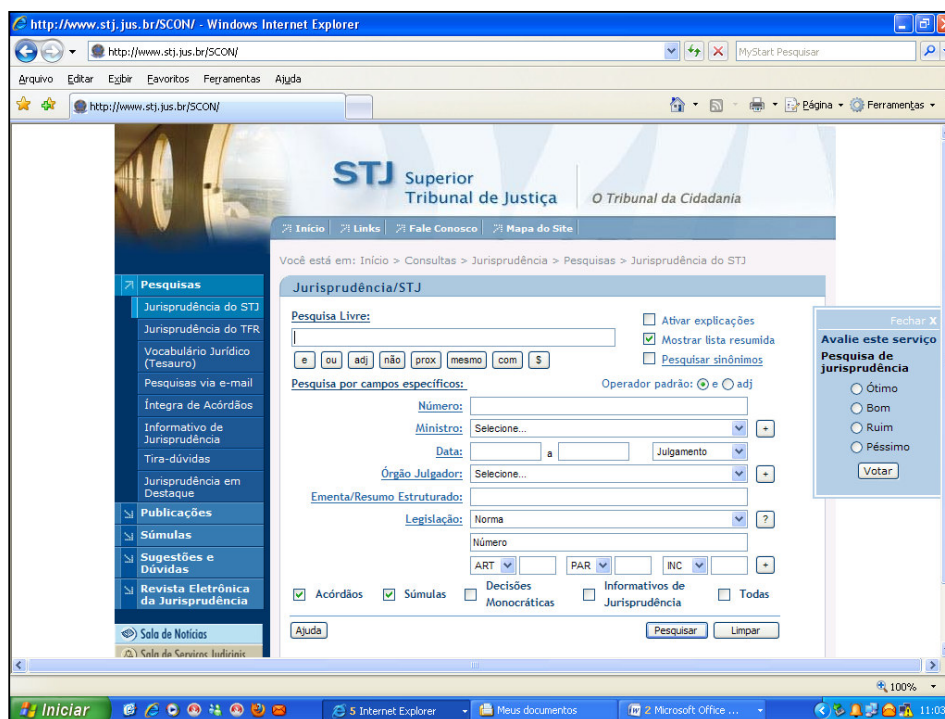 http://www.stj.jus.br/SCON/ - Windows Internet Explorer
http://www.stj.jus.br/SCON/
MyStart Pesquisar
Arquivo Editar Exibir Favoritos Ferramentas Ajuda
http://www.stj.jus.br/SCON/
Página Ferramentas
STJ Superior
Tribunal de Justiça
O Tribunal da Cidadania
Início Links Fale Conosco Mapa do Site
Você está em: Início > Consultas > Jurisprudência > Pesquisas > Jurisprudência do STJ
Pesquisas
Jurisprudência do STJ
Jurisprudência do TFR
Vocabulário Jurídico
(Tesauro)
Pesquisas via e-mail
Íntegra de Acórdãos
Informativo de
Jurisprudência
Tira-dúvidas
Jurisprudência em
Destaque
Publicações
Súmulas
Sugestões e
Dúvidas
Revista Eletrônica
da Jurisprudência
Sala de Notícias
Sala de Serviços Judiciais
Jurisprudência/STJ
Pesquisa Livre:
Ativar explicações
Mostrar lista resumida
Pesquisar sinônimos
e ou adj não prox mesmo com $
Pesquisa por campos específicos:
Operador padrão: e adj
Número:
Ministro: Selecione... +
Data: a Julgamento
Órgão Julgador: Selecione... +
Ementa/Resumo Estruturado:
Legislação: Norma ?
Número
ART PAR INC +
Acórdãos Súmulas Decisões
Monocráticas Informativos de
Jurisprudência Todas
Ajuda Pesquisar Limpar
Fechar X
Avalie este serviço
Pesquisa de
jurisprudência
Ótimo
Bom
Ruim
Péssimo
Votar
100%
Iniciar 5 Internet Explorer Meus documentos 2 Microsoft Office ... 11:03